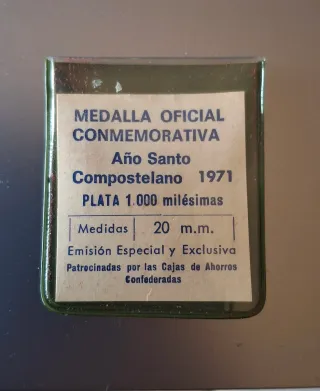 MEDALLA OFICIAL
CONMEMORATIVA
Año Santo
Compostelano 1971
PLATA 1.000 milésimas
Medidas 20 m.m.
Emisión Especial y Exclusiva
Patrocinadas por las Cajas de Ahorros
Confederadas